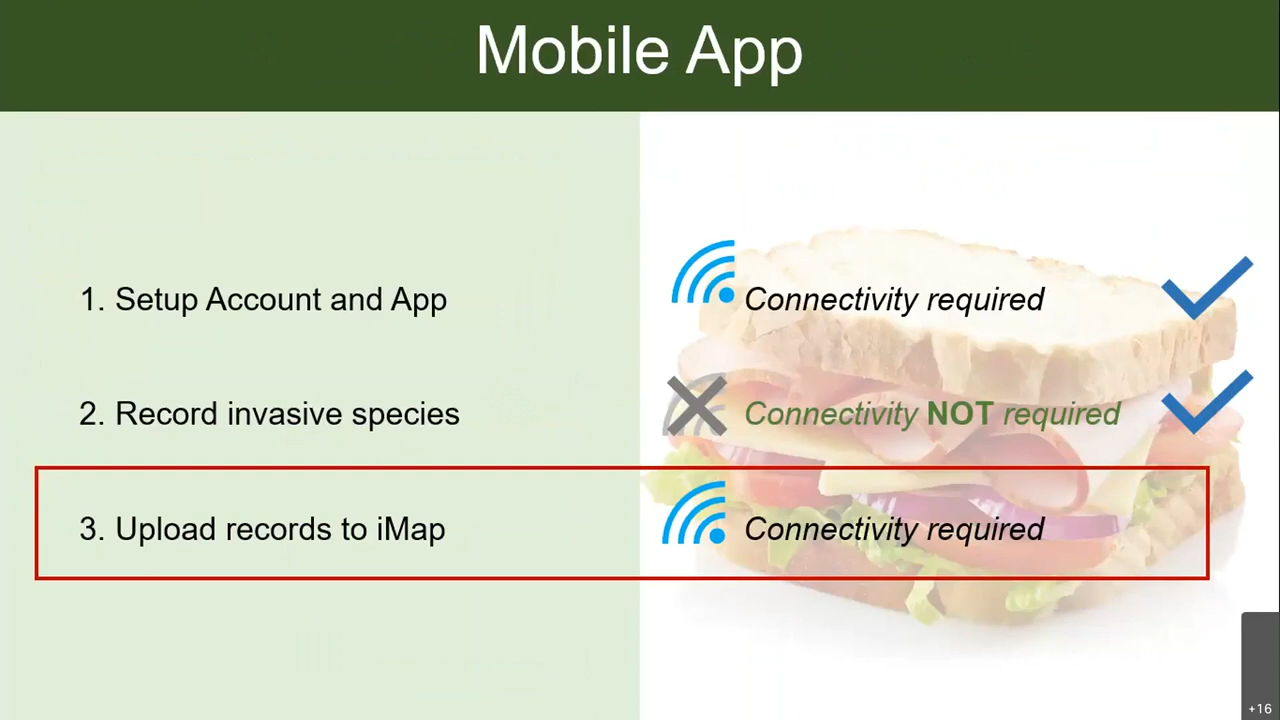 Mobile App
1. Setup Account and App
Connectivity required
2. Record invasive species
Connectivity NOT required
3. Upload records to iMap
Connectivity required
+16